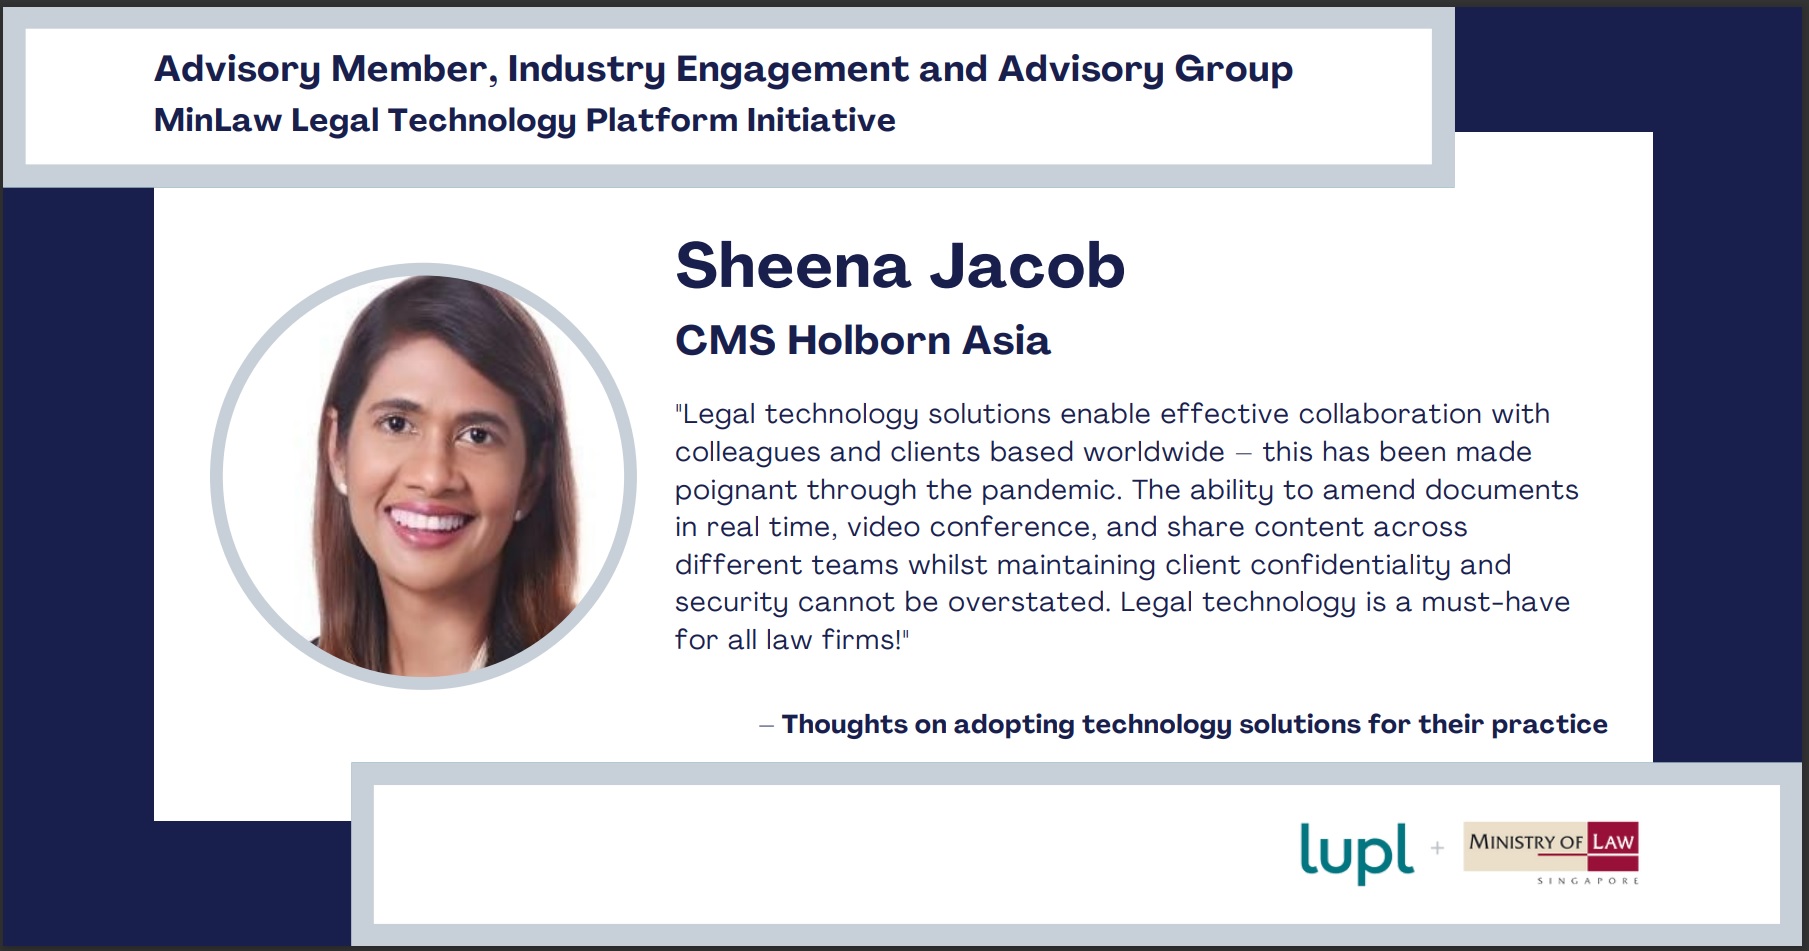 Advisory Member, Industry Engagement and Advisory Group
MinLaw Legal Technology Platform Initiative
Sheena Jacob
CMS Holborn Asia
"Legal technology solutions enable effective collaboration with
colleagues and clients based worldwide – this has been made
poignant through the pandemic. The ability to amend documents
in real time, video conference, and share content across
different teams whilst maintaining client confidentiality and
security cannot be overstated. Legal technology is a must-have
for all law firms!"
– Thoughts on adopting technology solutions for their practice
lupl + MINISTRY OF LAW
SINGAPORE